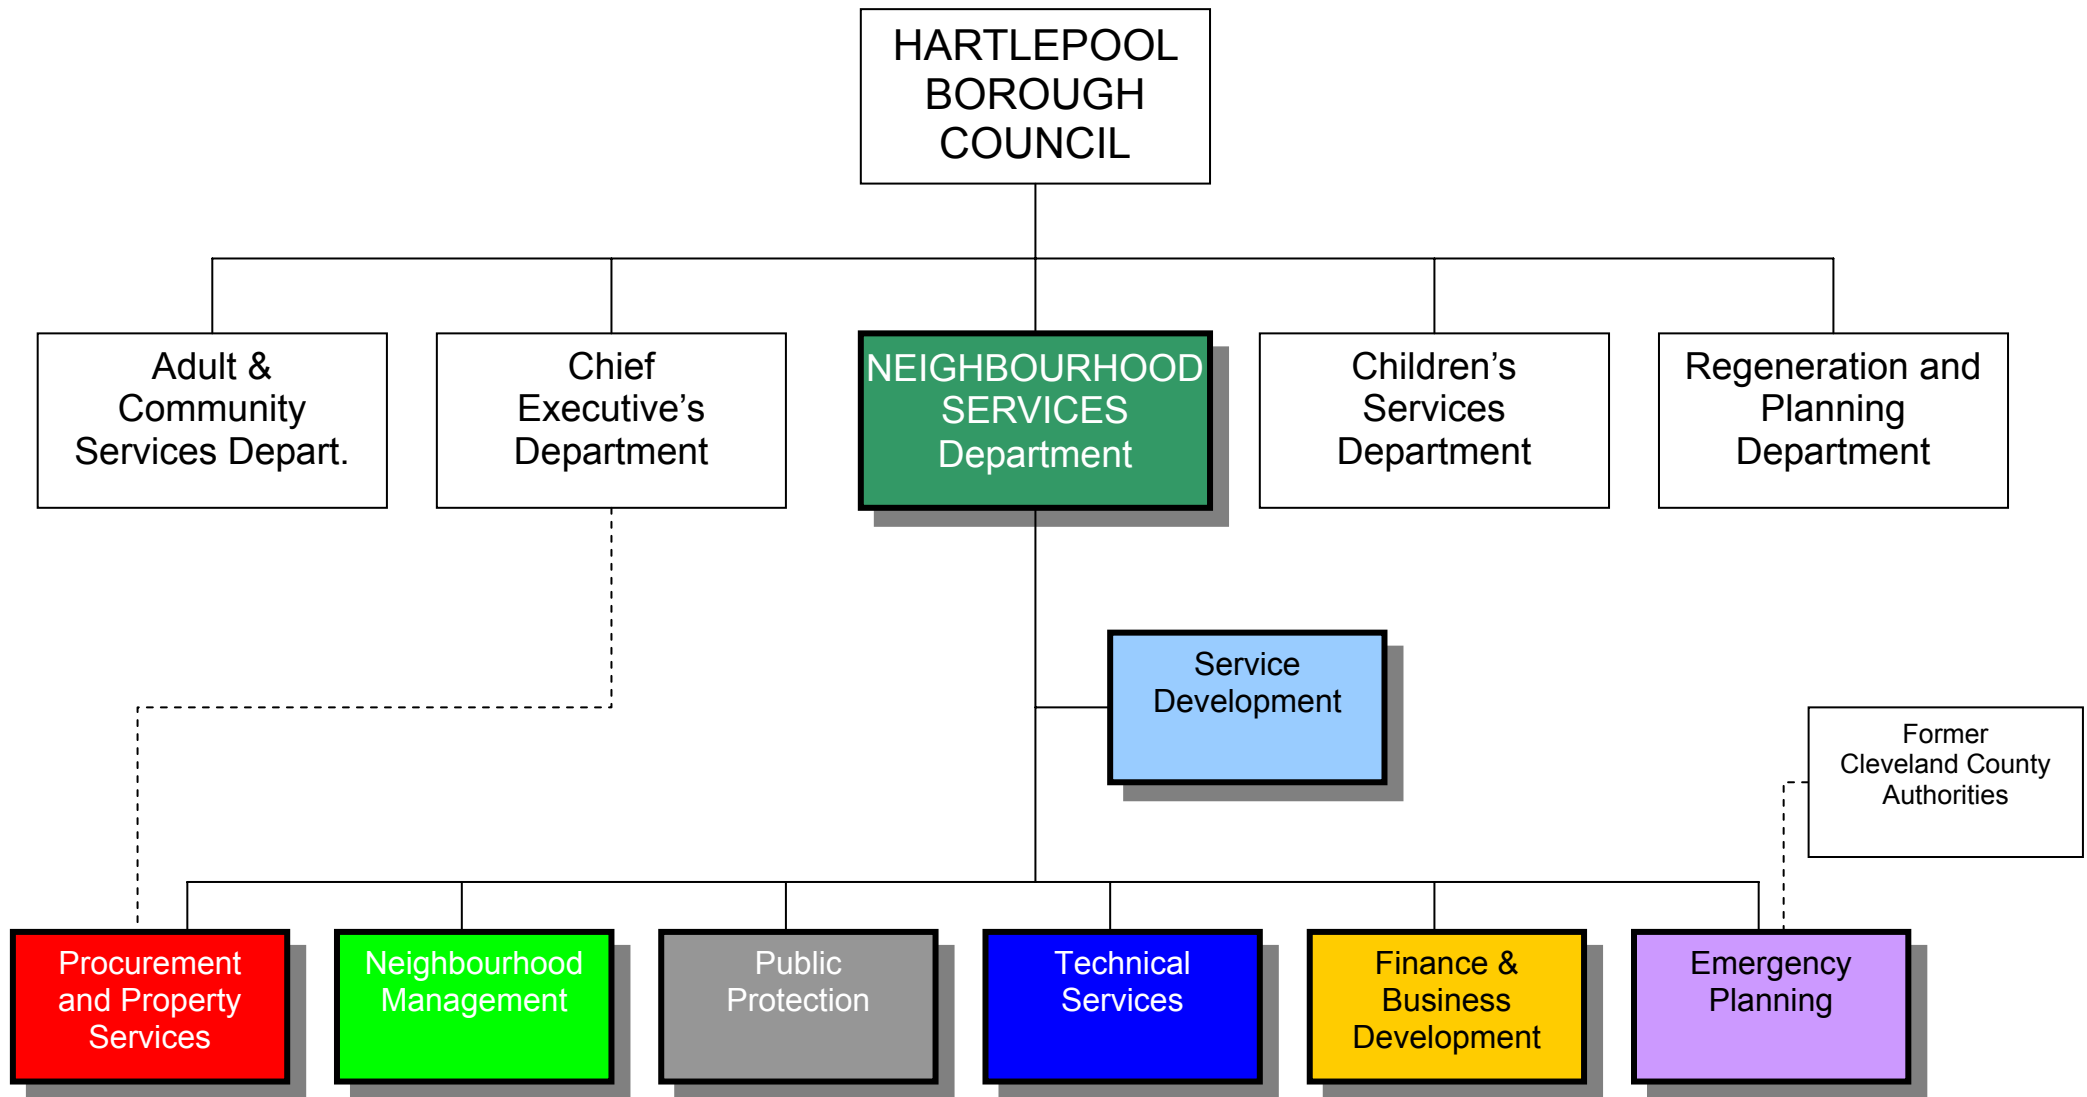 HARTLEPOOL
BOROUGH
COUNCIL
Adult &
Community
Services Depart.
Chief
Executive’s
Department
NEIGHBOURHOOD
SERVICES
Department
Children’s
Services
Department
Regeneration and
Planning
Department
Service
Development
Former
Cleveland County
Authorities
Procurement
and Property
Services
Neighbourhood
Management
Public
Protection
Technical
Services
Finance &
Business
Development
Emergency
Planning